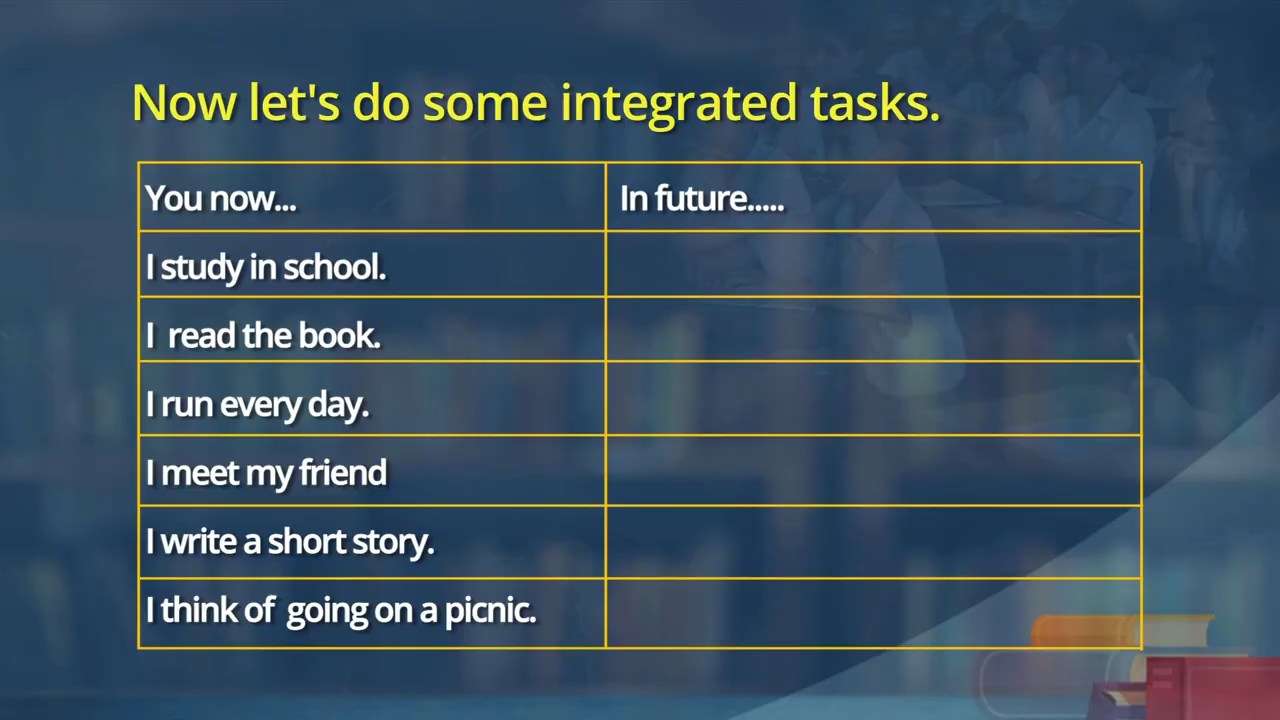 Now let's do some integrated tasks.
You now... In future.....
I study in school.
I read the book.
I run every day.
I meet my friend
I write a short story.
I think of going on a picnic.